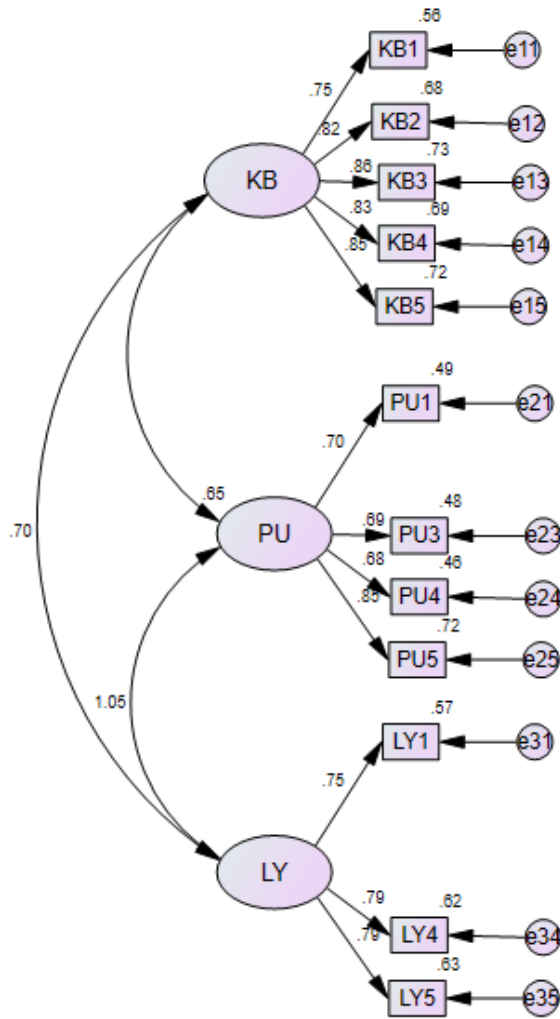 .56
KB1
e11
.75
.68
KB2
e12
.82
.73
KB
.86
KB3
e13
.83
.69
KB4
e14
.85
.72
KB5
e15
.49
PU1
e21
.70
.65
.48
.70
PU
.69
PU3
e23
.68
.46
PU4
e24
.85
.72
PU5
e25
1.05
.57
LY1
e31
.75
LY
.79
.62
LY4
e34
.79
.63
LY5
e35